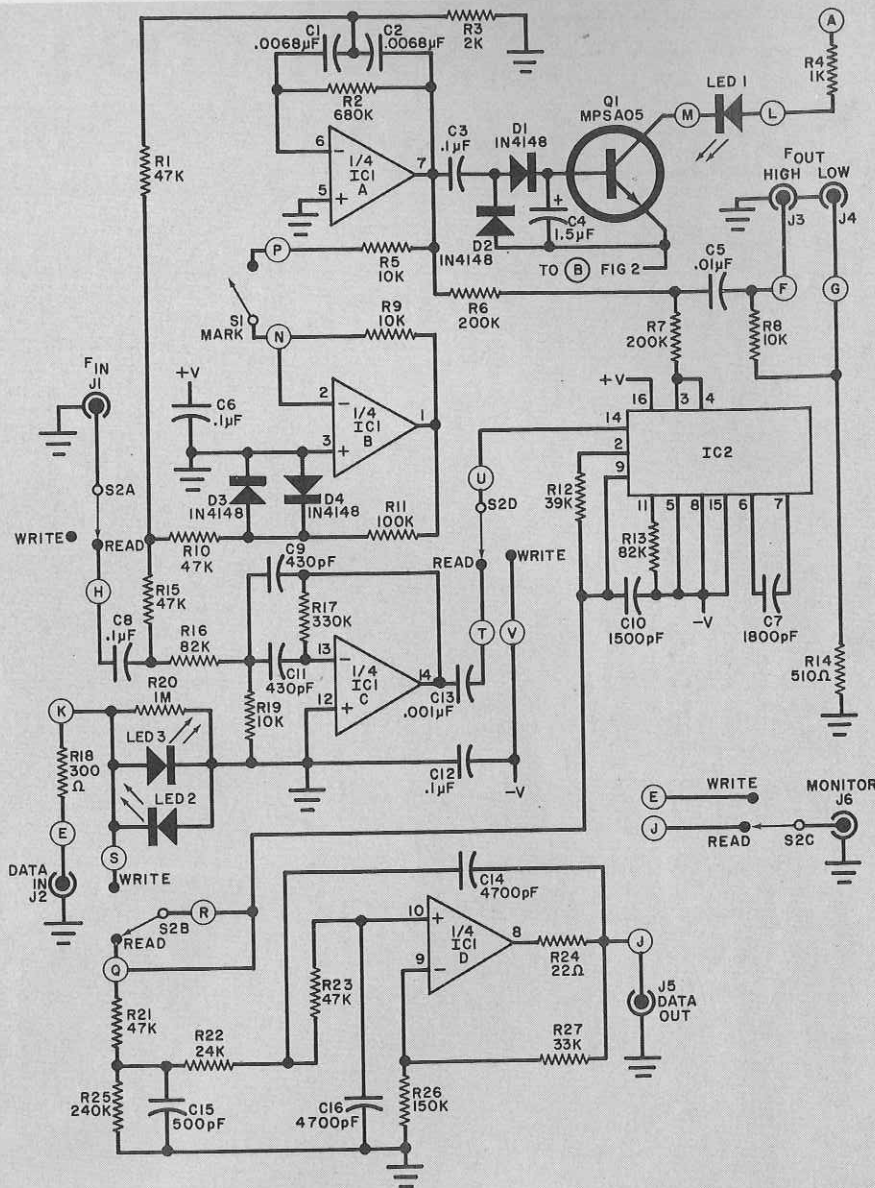 C1
.0068µF
C2
.0068µF
R3
2K
A
R4
1K
R2
680K
LED 1
Q1
MPSA05
M
L
R1
47K
6
−
1/4
IC1
A
7
5
+
C3
.1µF
D1
1N4148
FOUT
HIGH
LOW
J3
J4
+
C4
1.5µF
D2
1N4148
TO B FIG 2
P
R5
10K
C5
.01µF
F
G
S1
MARK
N
R9
10K
R6
200K
R7
200K
R8
10K
FIN
J1
+V
C6
.1µF
2
−
1/4
IC1
B
1
3
+
+V
16
3
4
14
2
9
IC2
11
5
8
15
6
7
D3
1N4148
D4
1N4148
U
S2D
R12
39K
S2A
WRITE
READ
R10
47K
R11
100K
R13
82K
READ
WRITE
H
R15
47K
C9
430pF
R17
330K
C10
1500pF
−V
C7
1800pF
C8
.1µF
R16
82K
T
V
13
−
1/4
IC1
C
14
12
+
C11
430pF
C13
.001µF
R14
510Ω
R20
1M
K
R19
10K
R18
300
Ω
LED3
LED2
C12
.1µF
−V
E
WRITE
MONITOR
J6
J
READ
S2C
E
S
WRITE
DATA
IN
J2
C14
4700pF
READ
S2B
R
10
+
1/4
IC1
D
8
9
−
R24
22Ω
J
Q
R23
47K
J5
DATA
OUT
R21
47K
R22
24K
R27
33K
R25
240K
C15
500pF
C16
4700pF
R26
150K